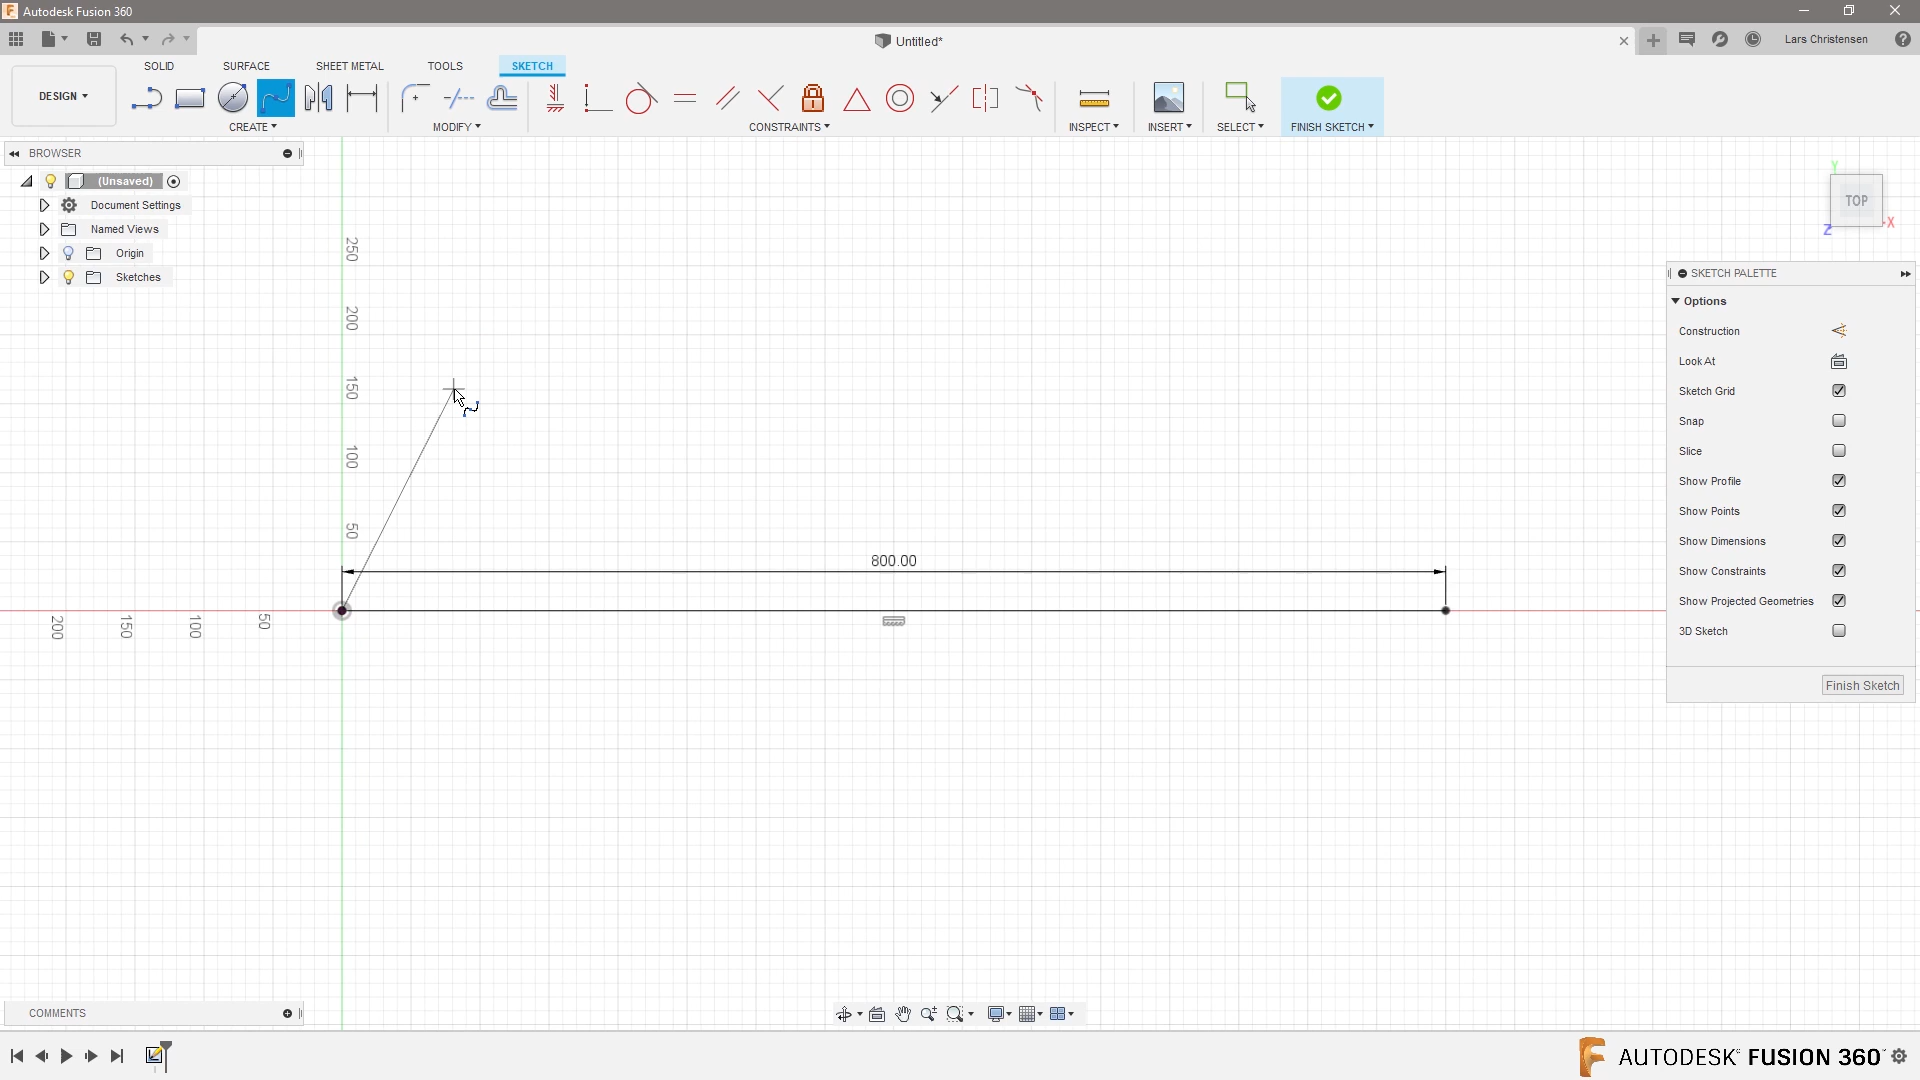 Autodesk Fusion 360
Untitled*
Lars Christensen
SOLID
SURFACE
SHEET METAL
TOOLS
SKETCH
DESIGN
CREATE
MODIFY
CONSTRAINTS
INSPECT
INSERT
SELECT
FINISH SKETCH
BROWSER
(Unsaved)
Document Settings
Named Views
Origin
Sketches
250
200
150
100
50
800.00
200
150
100
50
Y
TOP
X
Z
SKETCH PALETTE
Options
Construction
Look At
Sketch Grid
Snap
Slice
Show Profile
Show Points
Show Dimensions
Show Constraints
Show Projected Geometries
3D Sketch
Finish Sketch
COMMENTS
AUTODESK FUSION 360